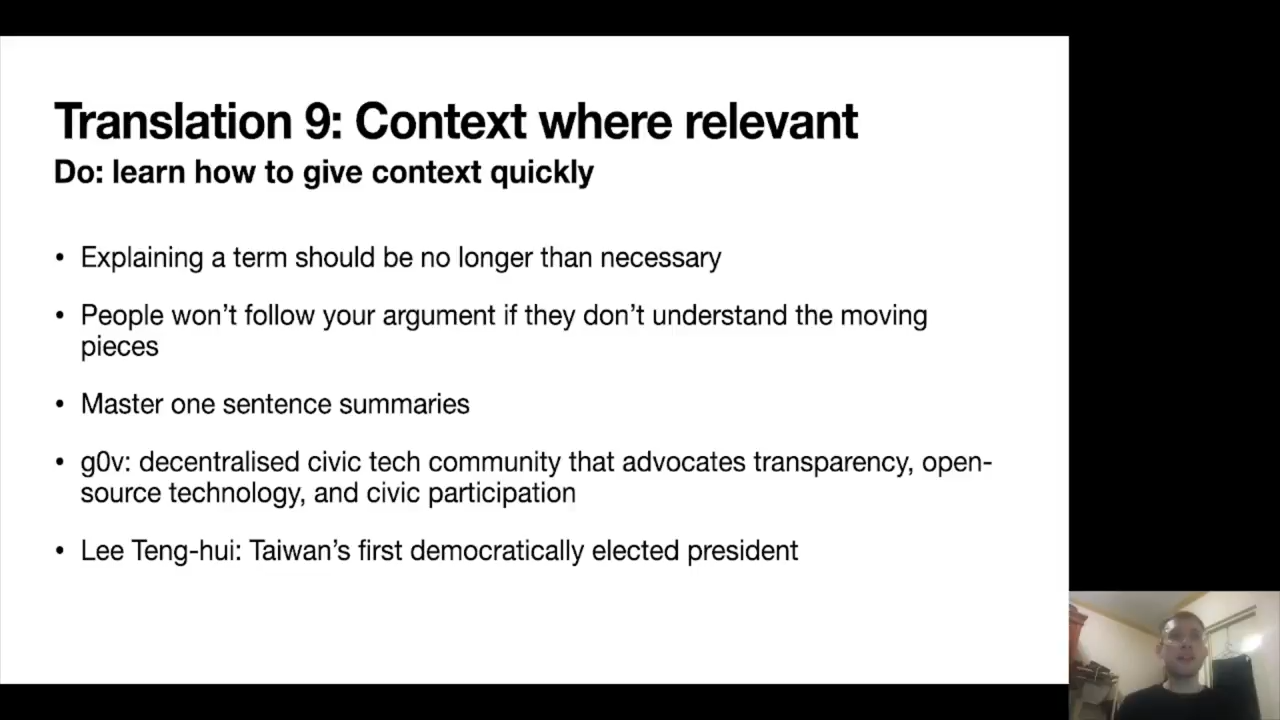 Translation 9: Context where relevant
Do: learn how to give context quickly
• Explaining a term should be no longer than necessary
• People won’t follow your argument if they don’t understand the moving
pieces
• Master one sentence summaries
• g0v: decentralised civic tech community that advocates transparency, open-
source technology, and civic participation
• Lee Teng-hui: Taiwan’s first democratically elected president